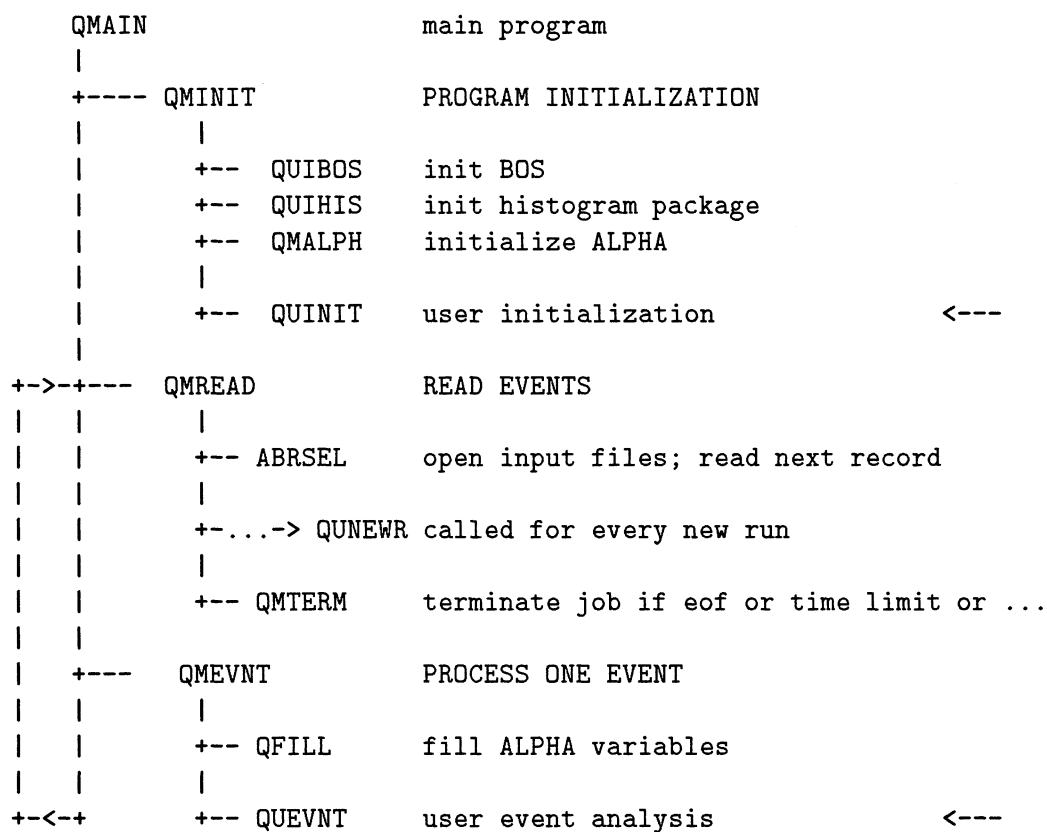 QMAIN main program
|
+---- QMINIT PROGRAM INITIALIZATION
| |
| +-- QUIBOS init BOS
| +-- QUIHIS init histogram package
| +-- QMALPH initialize ALPHA
| |
| +-- QUINIT user initialization <---
|
+->-+--- QMREAD READ EVENTS
| | |
| | +-- ABRSEL open input files; read next record
| | |
| | +-...-> QUNEWR called for every new run
| | |
| | +-- QMTERM terminate job if eof or time limit or ...
| |
| +--- QMEVNT PROCESS ONE EVENT
| | |
| | +-- QFILL fill ALPHA variables
| | |
+-<-+ +-- QUEVNT user event analysis <---